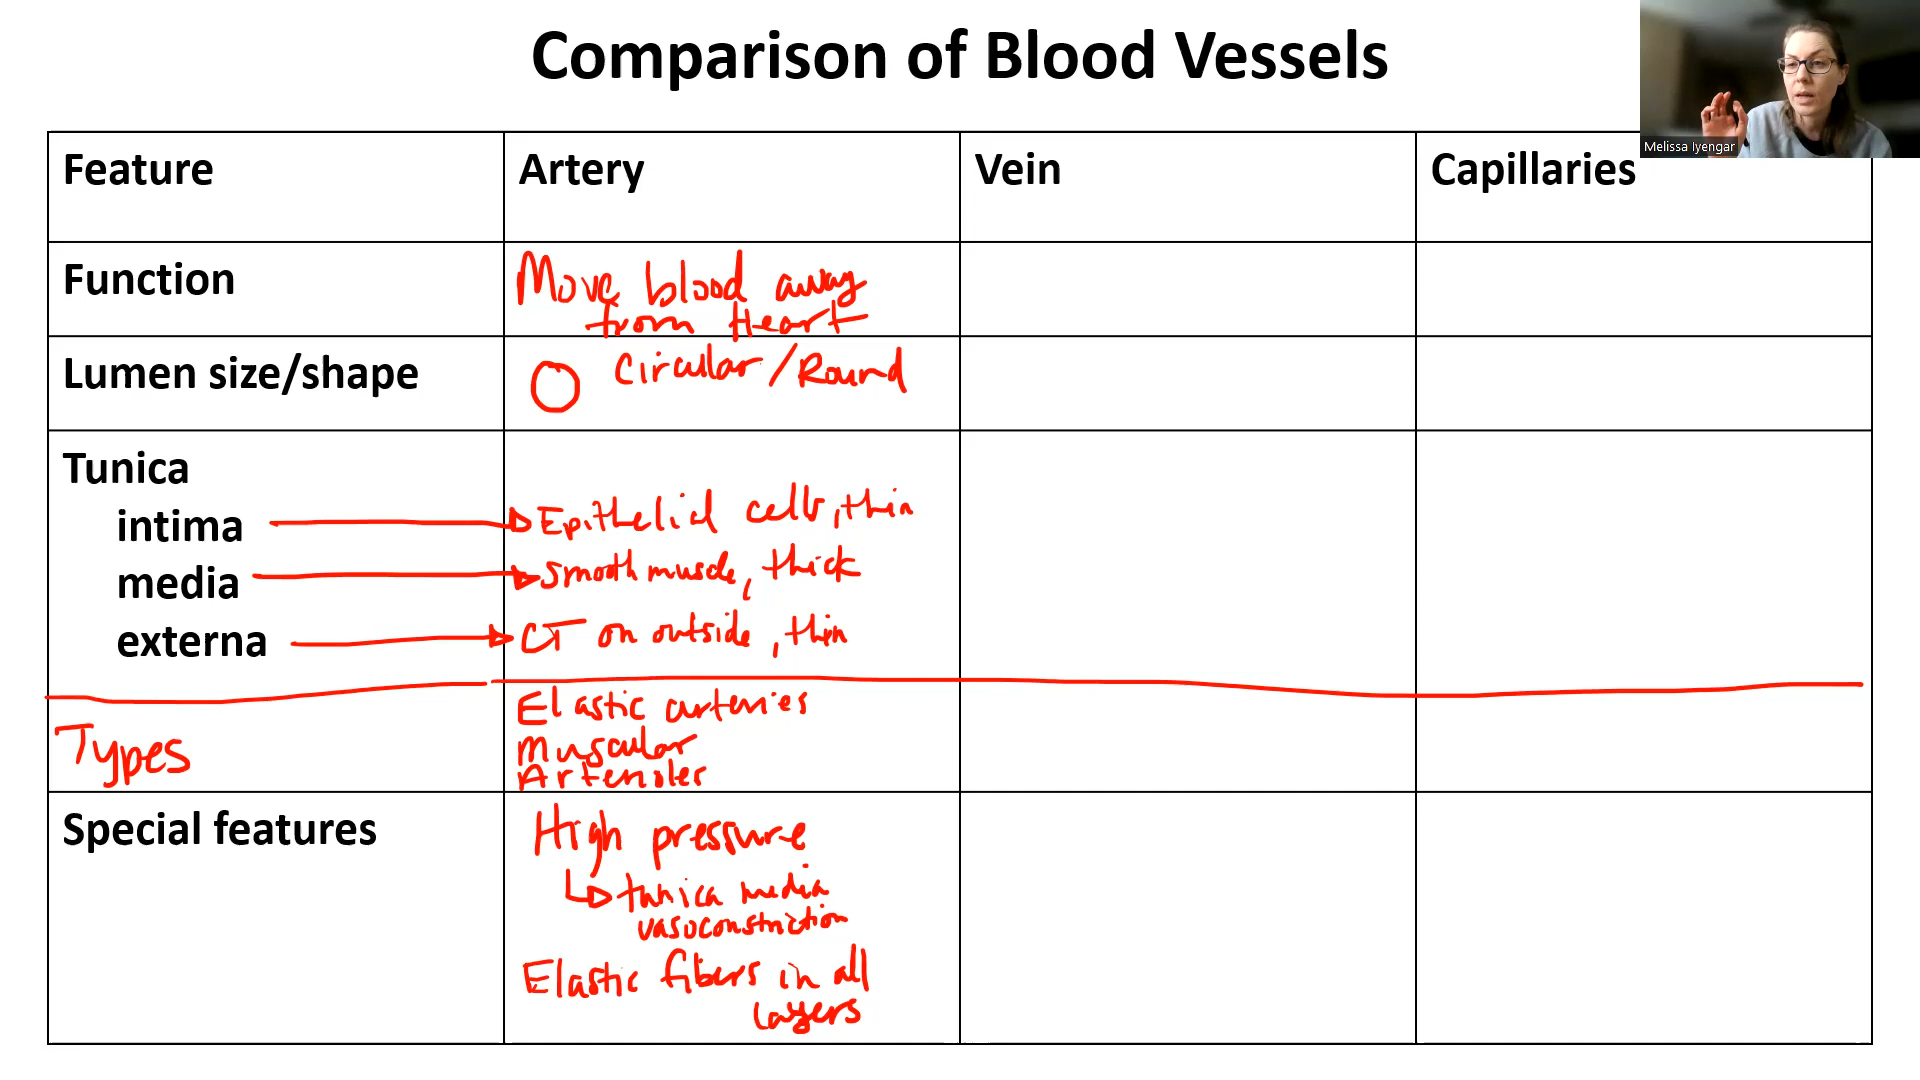 Comparison of Blood Vessels
Melissa Iyengar
Feature Artery Vein Capillaries
Function Move blood away
from Heart
Lumen size/shape Circular/Round
Tunica
intima Epithelial cells, thin
media smooth muscle, thick
externa CT on outside, thin
Types Elastic arteries
Muscular
Arterioles
Special features High pressure
tunica media
vasoconstriction
Elastic fibers in all
layers